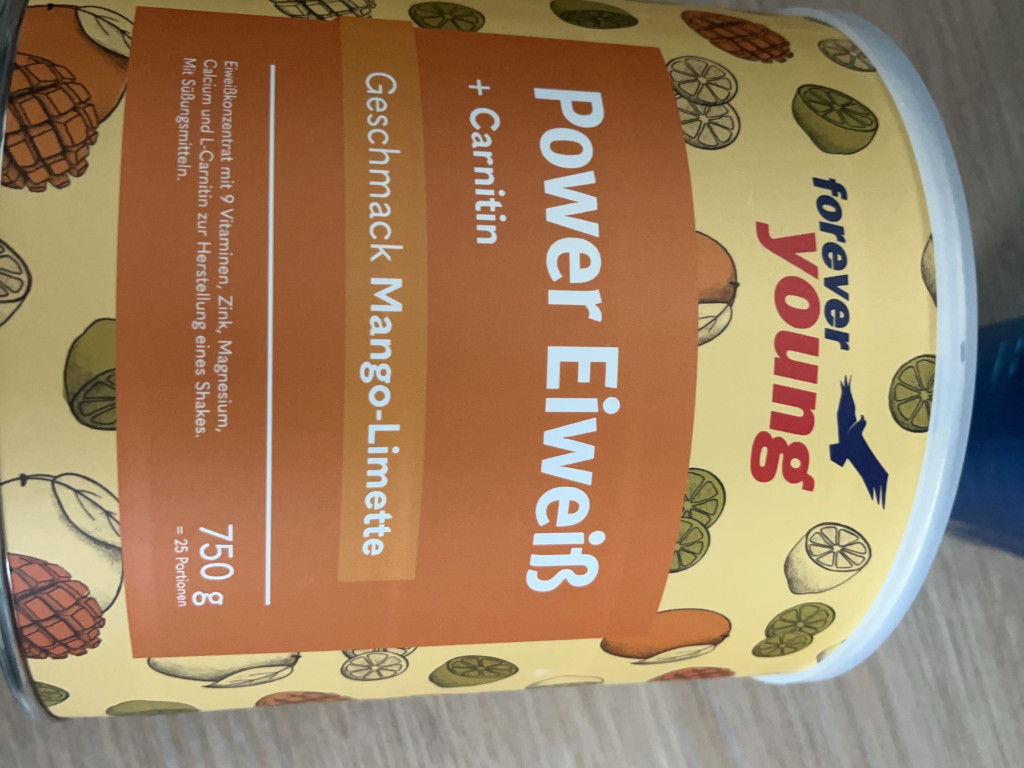 forever
young
Power Eiweiß
+ Carnitin
Geschmack Mango-Limette
Eiweißkonzentrat mit 9 Vitaminen, Zink, Magnesium,
Calcium und L-Carnitin zur Herstellung eines Shakes.
Mit Süßungsmitteln.
750 g
= 25 Portionen